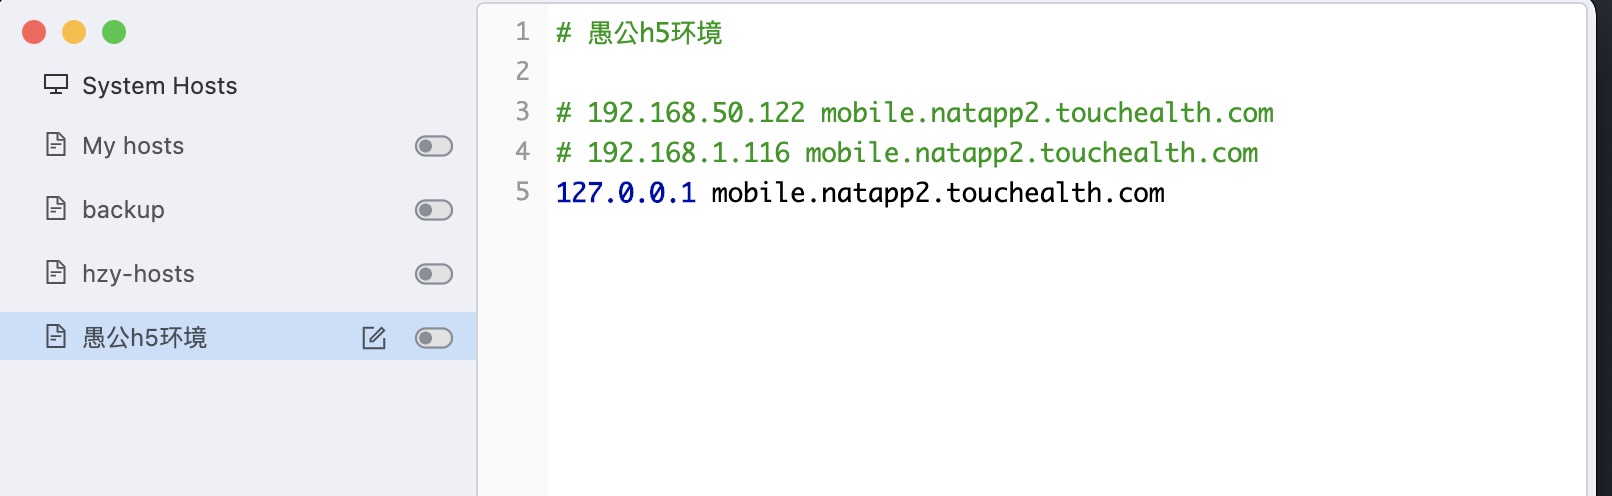 System Hosts
My hosts
backup
hzy-hosts
愚公h5环境
1 # 愚公h5环境
2
3 # 192.168.50.122 mobile.natapp2.touchealth.com
4 # 192.168.1.116 mobile.natapp2.touchealth.com
5 127.0.0.1 mobile.natapp2.touchealth.com